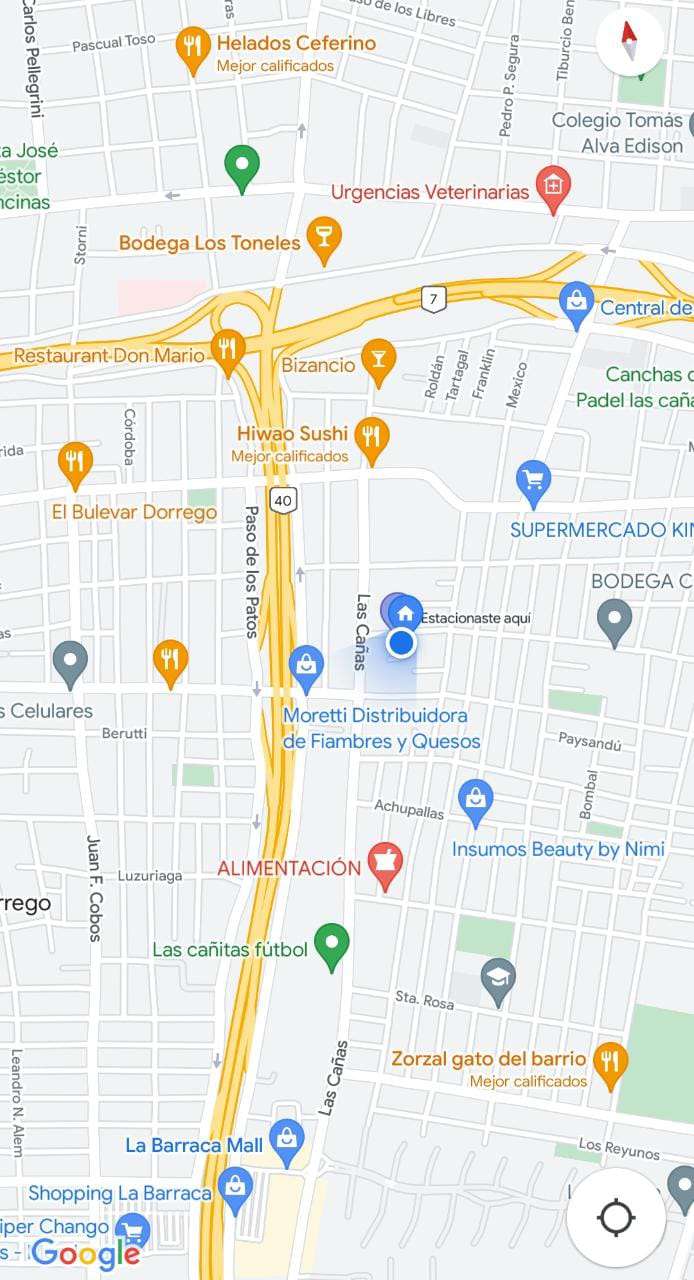 so de los Libres
Carlos Pellegrini
ras
Pascual Toso
Helados Ceferino
Mejor calificados
Pedro P. Segura
Tiburcio Ben
Colegio Tomás
Alva Edison
ta José
éstor
ncinas
Urgencias Veterinarias
Storni
Bodega Los Toneles
7
Central de
Restaurant Don Mario
Bizancio
Roldán
Tartagal
Franklin
Mexico
Canchas d
Padel las caña
Córdoba
Hiwao Sushi
Mejor calificados
rida
El Bulevar Dorrego
40
Paso de los Patos
SUPERMERCADO KIN
BODEGA C
Las Cañas
Estacionaste aquí
as
s Celulares
Moretti Distribuidora
de Fiambres y Quesos
Berutti
Paysandú
Bombal
Achupallas
Insumos Beauty by Nimi
Juan F. Cobos
ALIMENTACIÓN
Luzuriaga
rrego
Las cañitas fútbol
Sta. Rosa
Las Cañas
Zorzal gato del barrio
Mejor calificados
Leandro N. Alem
La Barraca Mall
Los Reyunos
Shopping La Barraca
iper Chango
Google